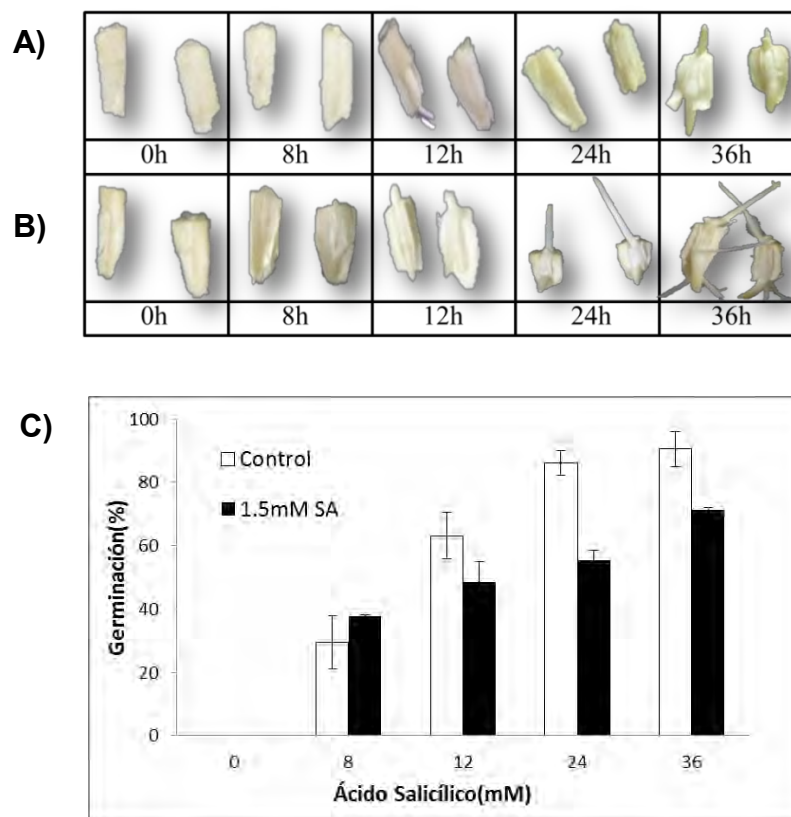 A)
0h 8h 12h 24h 36h
B)
0h 8h 12h 24h 36h
C)
100
80
60
40
20
0
Germinación(%)
Control
1.5mM SA
0 8 12 24 36
Ácido Salicílico(mM)